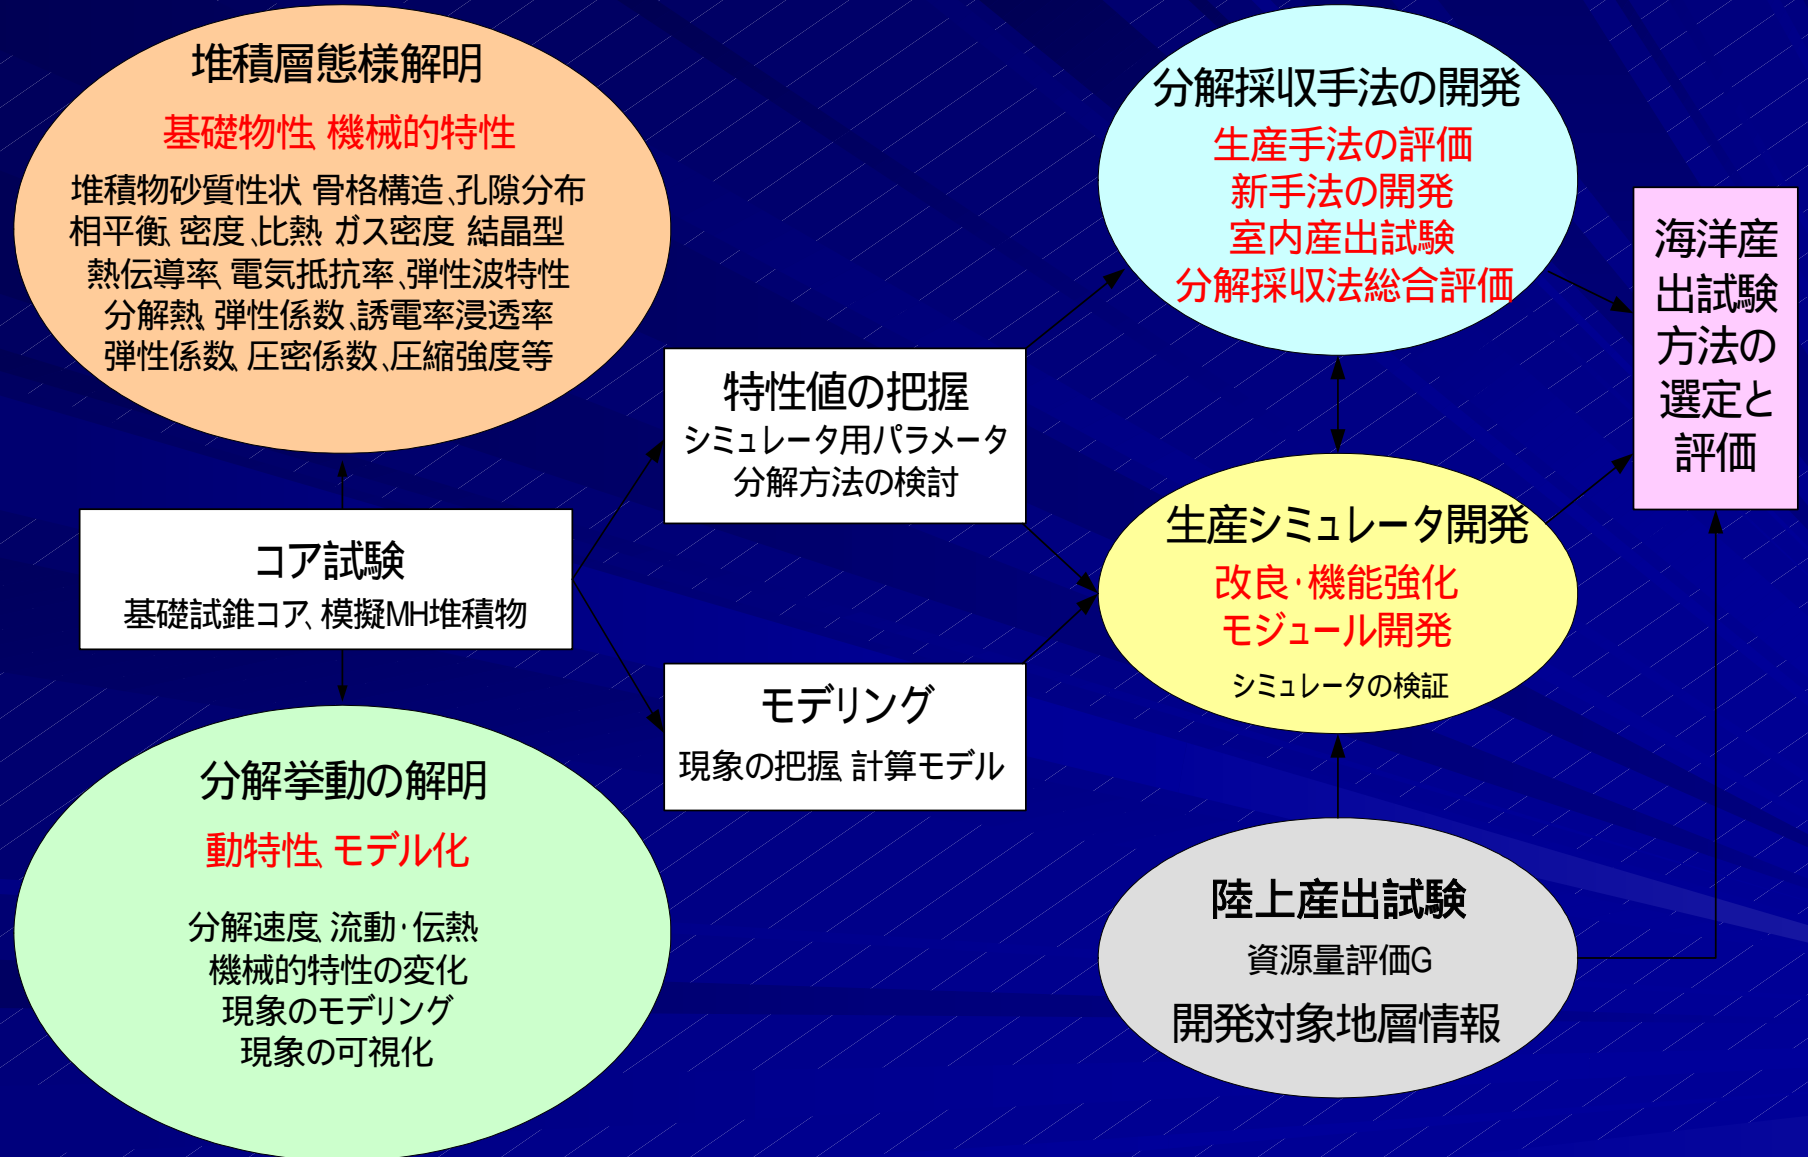 堆積層態様解明
基礎物性、機械的特性
堆積物砂質性状、骨格構造、孔隙分布
相平衡、密度、比熱、ガス密度、結晶型
熱伝導率、電気抵抗率、弾性波特性
分解熱、弾性係数、誘電率浸透率
弾性係数、圧密係数、圧縮強度等
コア試験
基礎試錐コア、模擬MH堆積物
分解挙動の解明
動特性、モデル化
分解速度、流動・伝熱
機械的特性の変化
現象のモデリング
現象の可視化
特性値の把握
シミュレータ用パラメータ
分解方法の検討
モデリング
現象の把握、計算モデル
分解採収手法の開発
生産手法の評価
新手法の開発
室内産出試験
分解採収法総合評価
生産シミュレータ開発
改良・機能強化
モジュール開発
シミュレータの検証
陸上産出試験
資源量評価G
開発対象地層情報
海洋産
出試験
方法の
選定と
評価